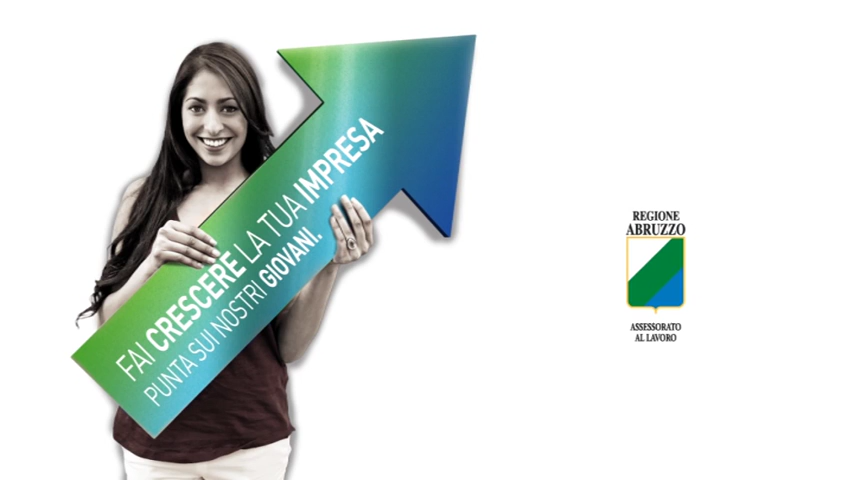 FAI CRESCERE LA TUA IMPRESA
PUNTA SUI NOSTRI GIOVANI.
REGIONE
ABRUZZO
ASSESSORATO
AL LAVORO